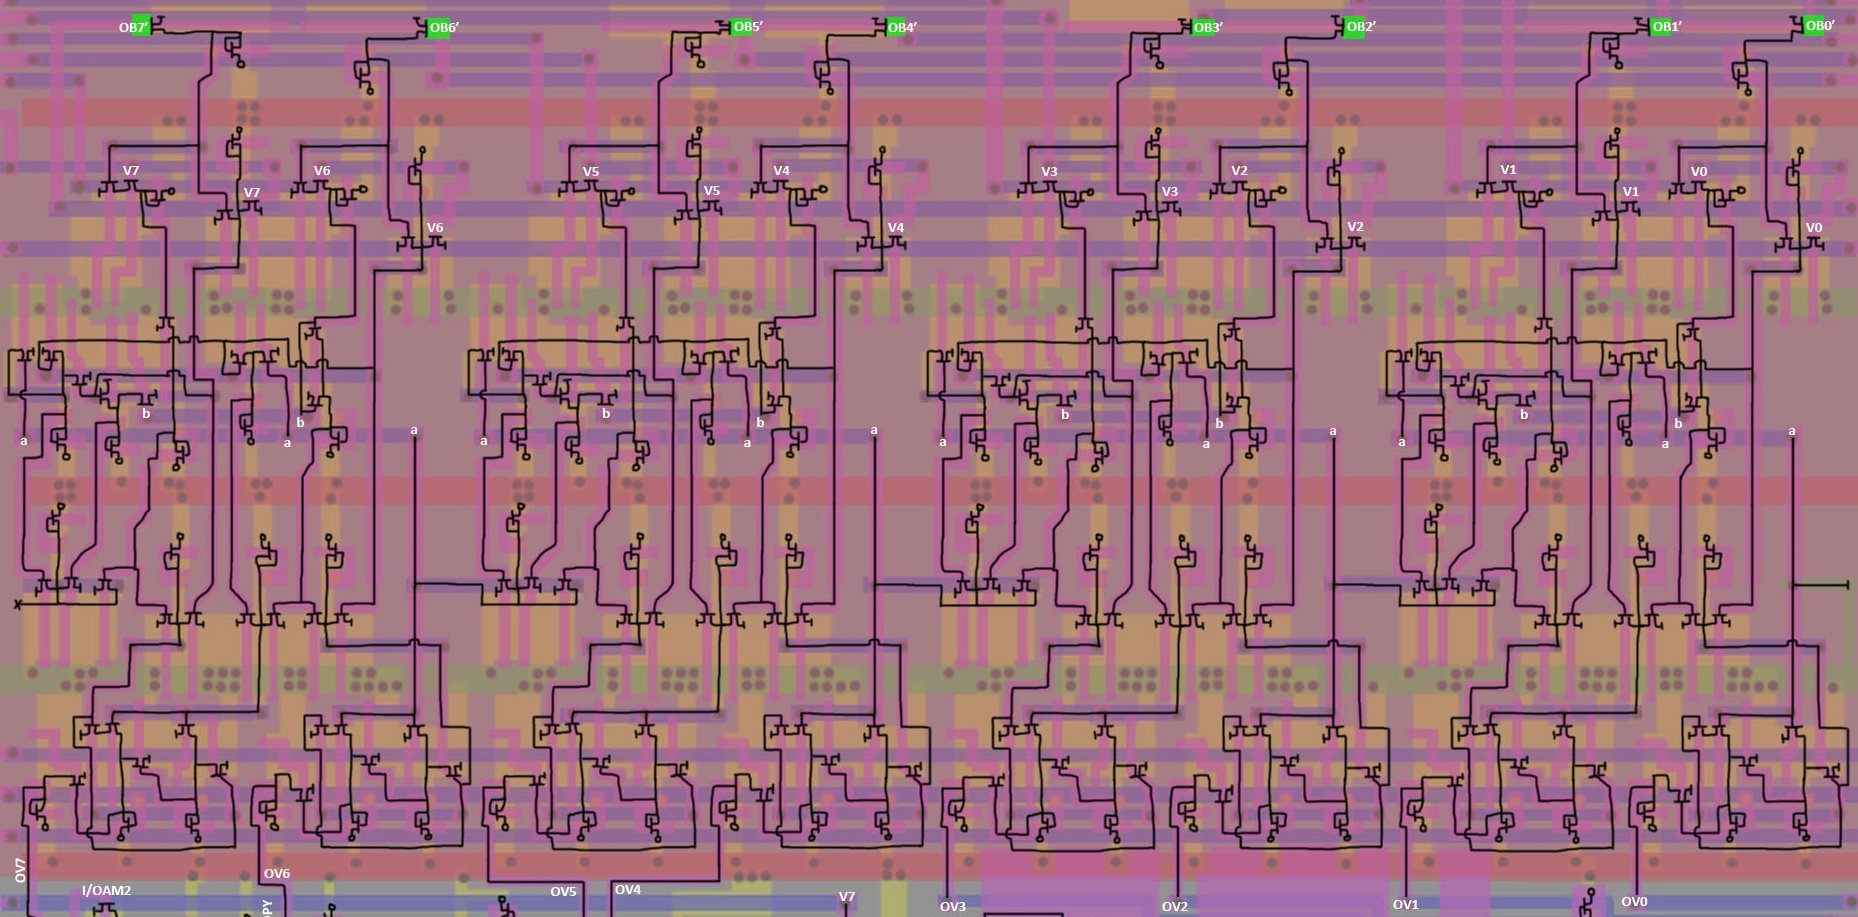 OB7' OB6' OB5' OB4' OB3' OB2' OB1' OB0'
V7 V6 V5 V4 V3 V2 V1 V0
V7 V5 V3 V1
V6 V4 V2 V0
b b b b b b b b
a a a a a a a a a a a a
x
OV7 OV6 OV5 OV4 OV3 OV2 OV1 OV0
I/OAM2 V7